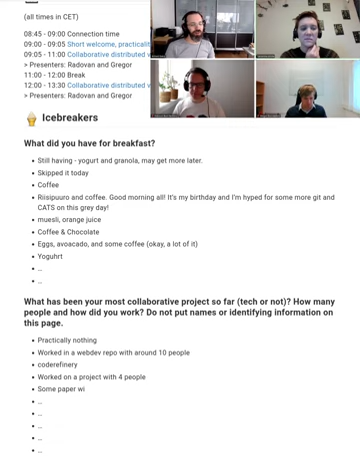 (all times in CET)
08:45 - 09:00 Connection time
09:00 - 09:05 Short welcome, practicalit
09:05 - 11:00 Collaborative distributed v
> Presenters: Radovan and Gregor
11:00 - 12:00 Break
12:00 - 13:30 Collaborative distributed v
> Presenters: Radovan and Gregor
Icebreakers
What did you have for breakfast?
• Still having - yogurt and granola, may get more later.
• Skipped it today
• Coffee
• Riisipuuro and coffee. Good morning all! It's my birthday and I'm hyped for some more git and
CATS on this grey day!
• muesli, orange juice
• Coffee & Chocolate
• Eggs, avoacado, and some coffee (okay, a lot of it)
• Yoguhrt
• ..
• ..
What has been your most collaborative project so far (tech or not)? How many
people and how did you work? Do not put names or identifying information on
this page.
• Practically nothing
• Worked in a webdev repo with around 10 people
• coderefinery
• Worked on a project with 4 people
• Some paper wi
• ..
• ..
• ..
• ..
• ..